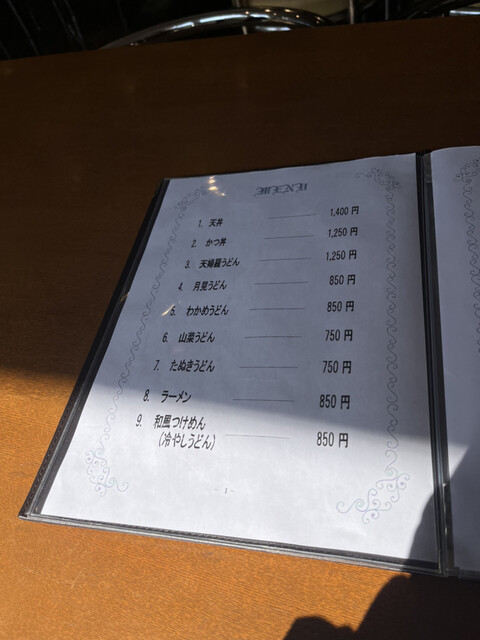 MENU
1. 天丼 1,400 円
2. かつ丼 1,250 円
3. 天婦羅うどん 1,250 円
4. 月見うどん 850 円
5. わかめうどん 850 円
6. 山菜うどん 750 円
7. たぬきうどん 750 円
8. ラーメン 850 円
9. 和風つけめん
(冷やしうどん) 850 円
- 1 -